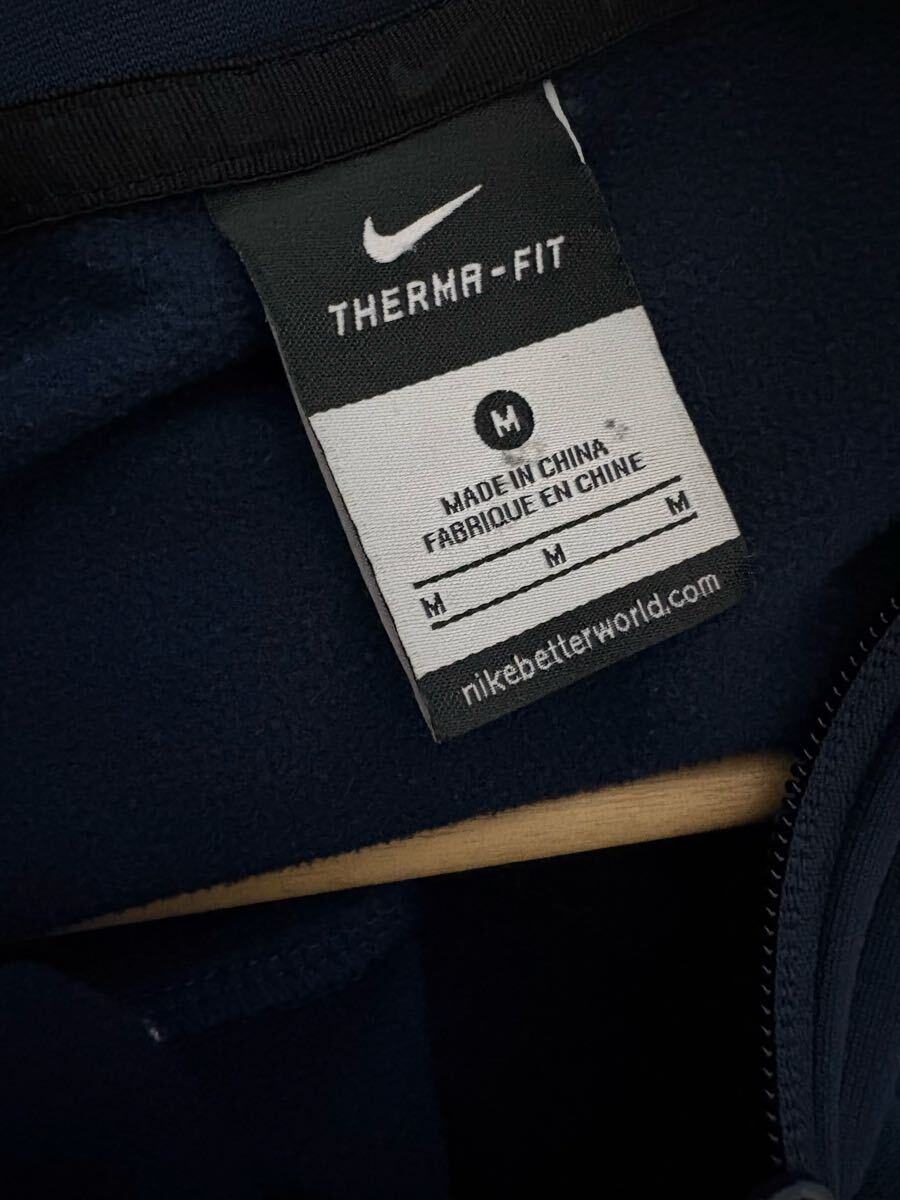 THERMA-FIT
M
MADE IN CHINA
FABRIQUE EN CHINE
M M M
nikebetterworld.com